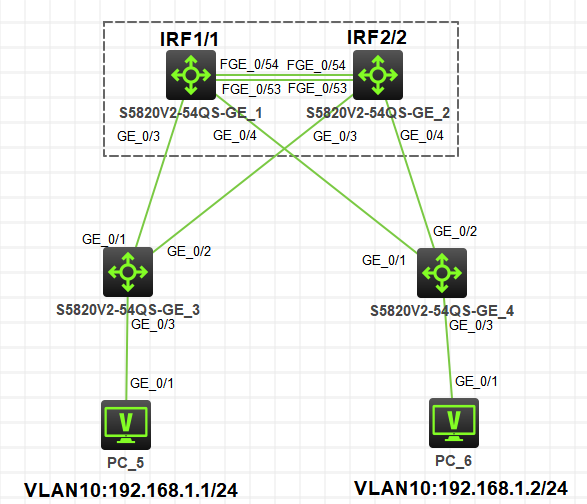 IRF1/1
IRF2/2
FGE_0/54
FGE_0/54
FGE_0/53
FGE_0/53
S5820V2-54QS-GE_1
S5820V2-54QS-GE_2
GE_0/3
GE_0/4
GE_0/3
GE_0/4
GE_0/1
GE_0/2
GE_0/1
GE_0/2
S5820V2-54QS-GE_3
S5820V2-54QS-GE_4
GE_0/3
GE_0/3
GE_0/1
GE_0/1
PC_5
PC_6
VLAN10:192.168.1.1/24
VLAN10:192.168.1.2/24